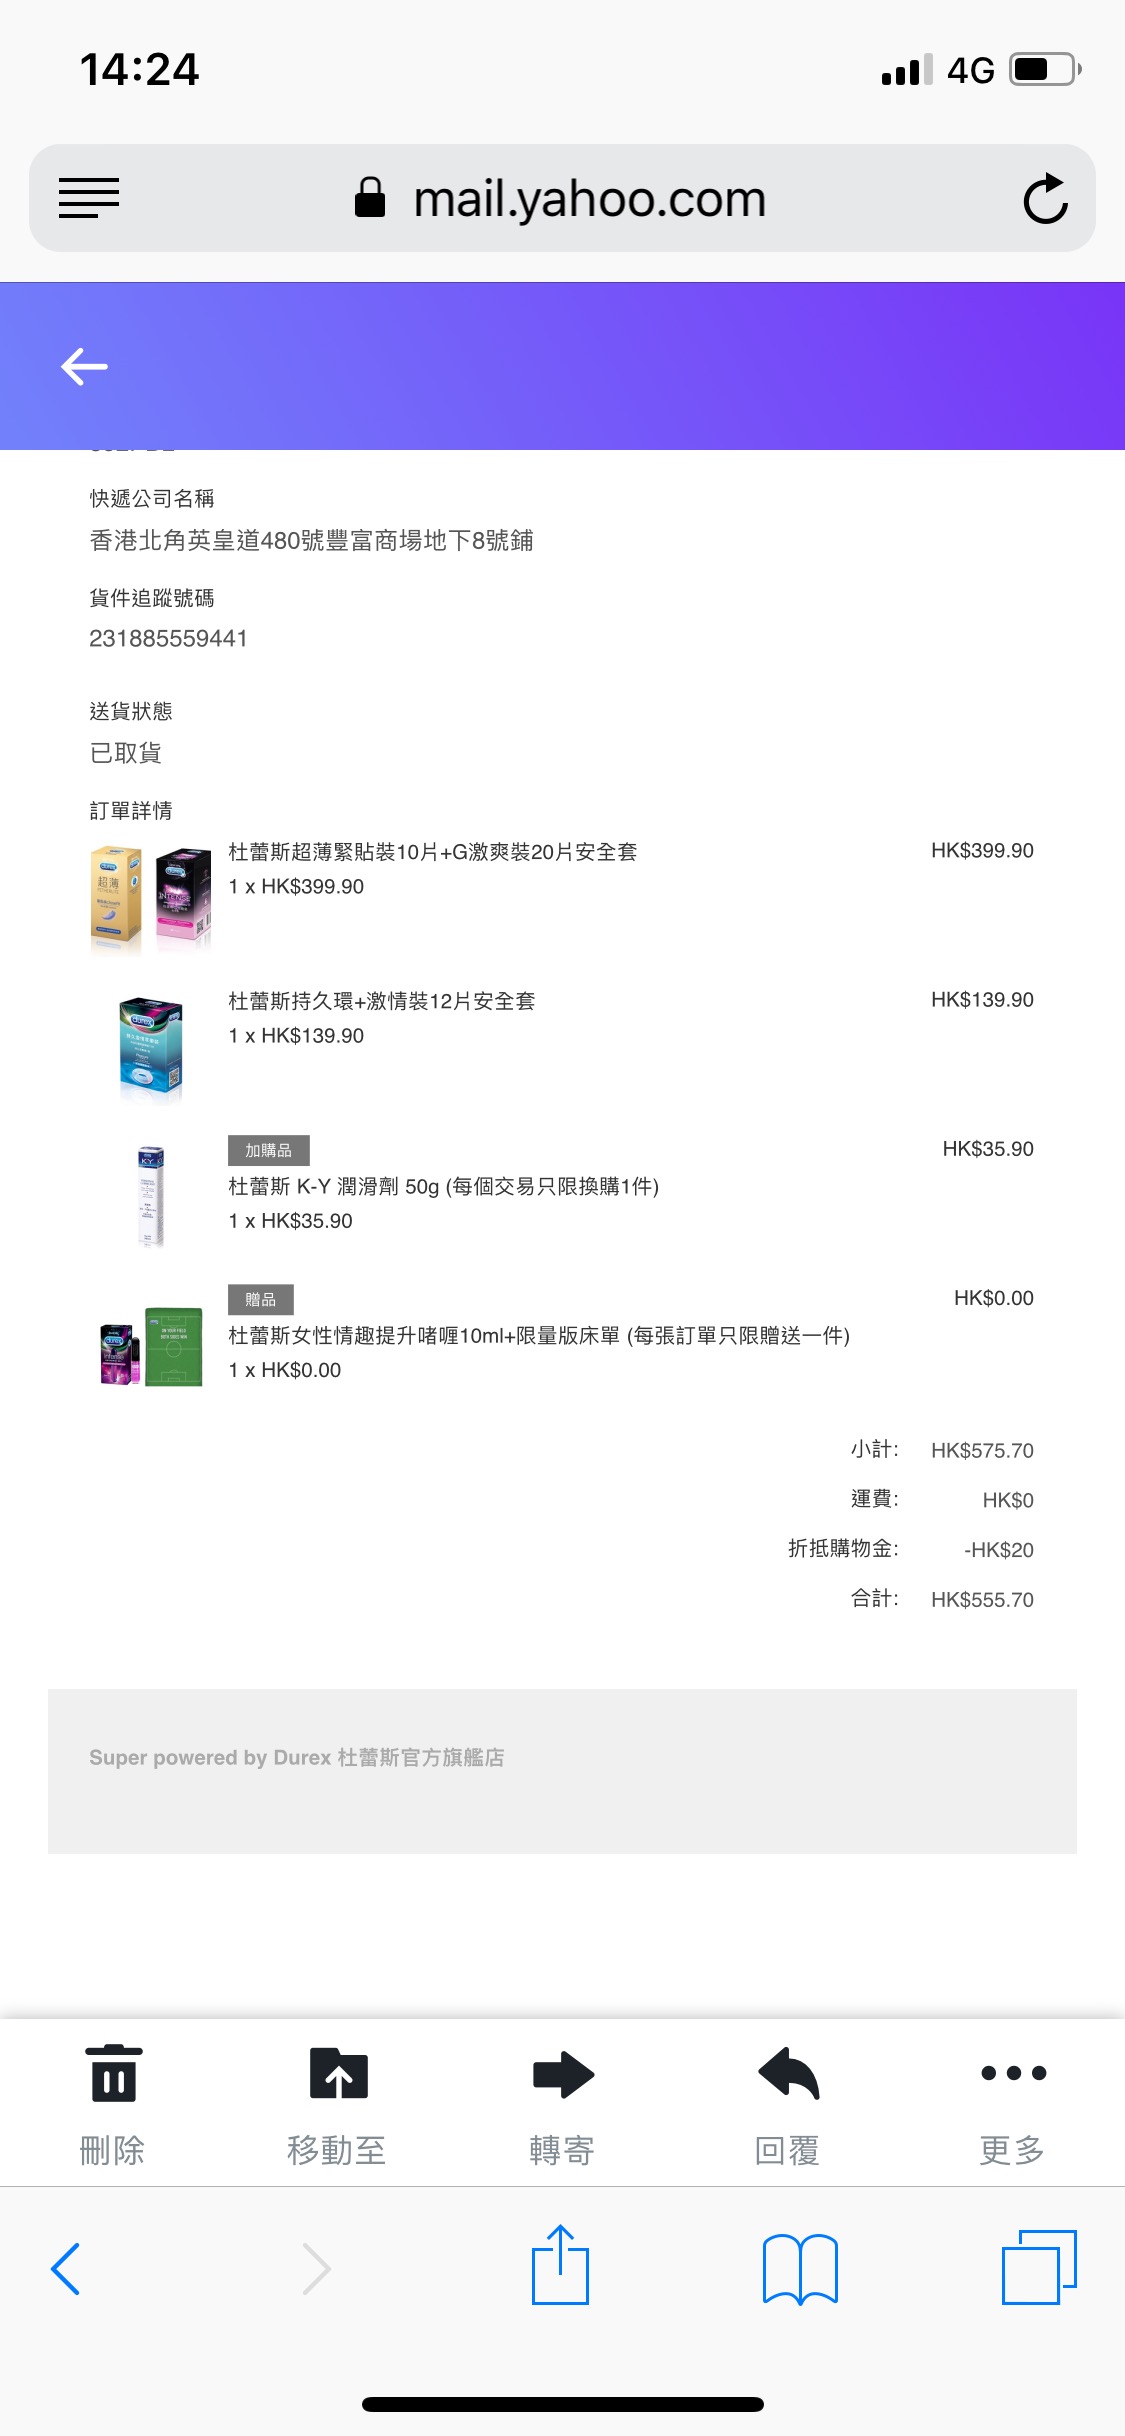 14:24
4G
mail.yahoo.com
快遞公司名稱
香港北角英皇道480號豐富商場地下8號鋪
貨件追蹤號碼
231885559441
送貨狀態
已取貨
訂單詳情
杜蕾斯超薄緊貼裝10片+G激爽裝20片安全套
HK$399.90
1 x HK$399.90
durex
超薄
durex
INTENSE
杜蕾斯持久環+激情裝12片安全套
HK$139.90
1 x HK$139.90
durex
加購品
HK$35.90
杜蕾斯 K-Y 潤滑劑 50g (每個交易只限換購1件)
1 x HK$35.90
KY
贈品
HK$0.00
杜蕾斯女性情趣提升啫喱10ml+限量版床單 (每張訂單只限贈送一件)
1 x HK$0.00
durex
intense
小計:
HK$575.70
運費:
HK$0
折抵購物金:
-HK$20
合計:
HK$555.70
Super powered by Durex 杜蕾斯官方旗艦店
刪除
移動至
轉寄
回覆
更多